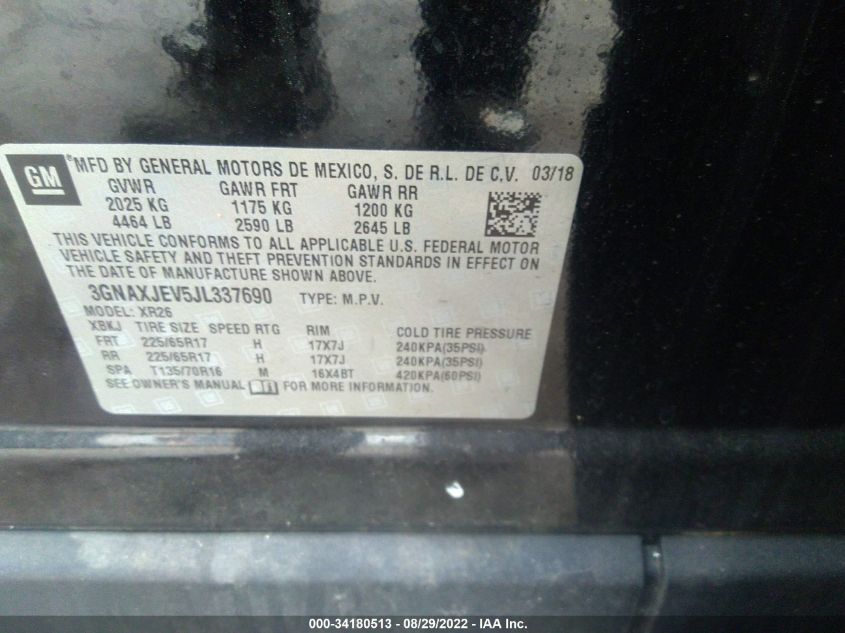 GM
® MFD BY GENERAL MOTORS DE MEXICO, S. DE R.L. DE C.V. 03/18
GVWR GAWR FRT GAWR RR
2025 KG 1175 KG 1200 KG
4464 LB 2590 LB 2645 LB
THIS VEHICLE CONFORMS TO ALL APPLICABLE U.S. FEDERAL MOTOR
VEHICLE SAFETY AND THEFT PREVENTION STANDARDS IN EFFECT ON
THE DATE OF MANUFACTURE SHOWN ABOVE.
3GNAXJEV5JL337690 TYPE: M.P.V.
MODEL: XR26
XBKJ TIRE SIZE SPEED RTG RIM COLD TIRE PRESSURE
FRT 225/65R17 H 17X7J 240KPA(35PSI)
RR 225/65R17 H 17X7J 240KPA(35PSI)
SPA T135/70R16 M 16X4BT 420KPA(60PSI)
SEE OWNER'S MANUAL FOR MORE INFORMATION.
000-34180513 - 08/29/2022 - IAA Inc.